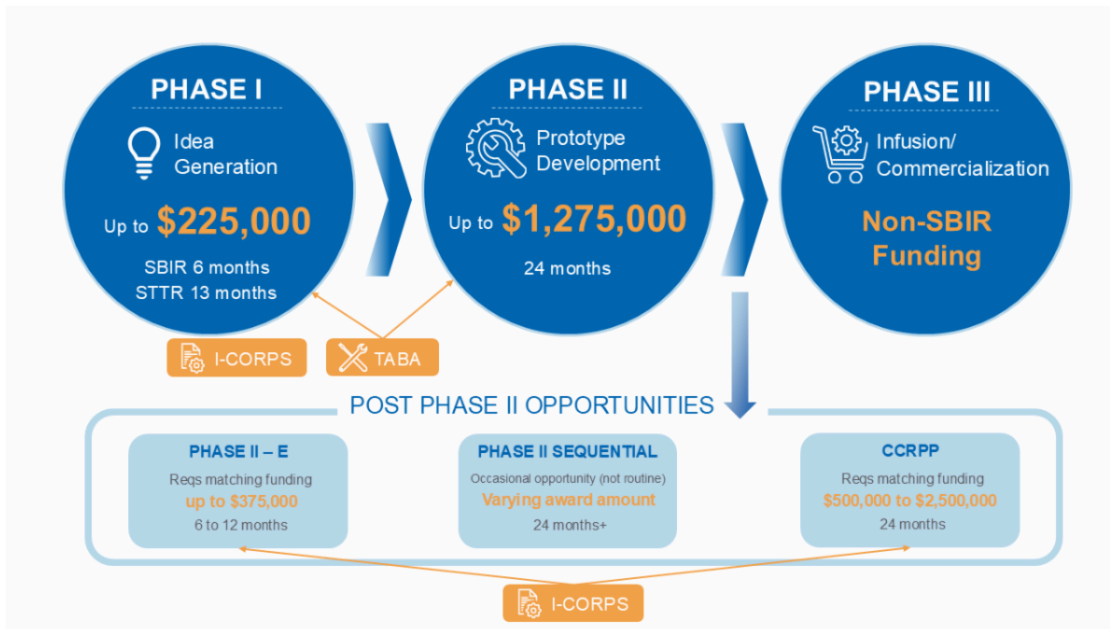 PHASE I
Idea
Generation
Up to $225,000
SBIR 6 months
STTR 13 months
PHASE II
Prototype
Development
Up to $1,275,000
24 months
PHASE III
Infusion/
Commercialization
Non-SBIR
Funding
I-CORPS
TABA
POST PHASE II OPPORTUNITIES
PHASE II – E
Reqs matching funding
up to $375,000
6 to 12 months
PHASE II SEQUENTIAL
Occasional opportunity (not routine)
Varying award amount
24 months+
CCRPP
Reqs matching funding
$500,000 to $2,500,000
24 months
I-CORPS